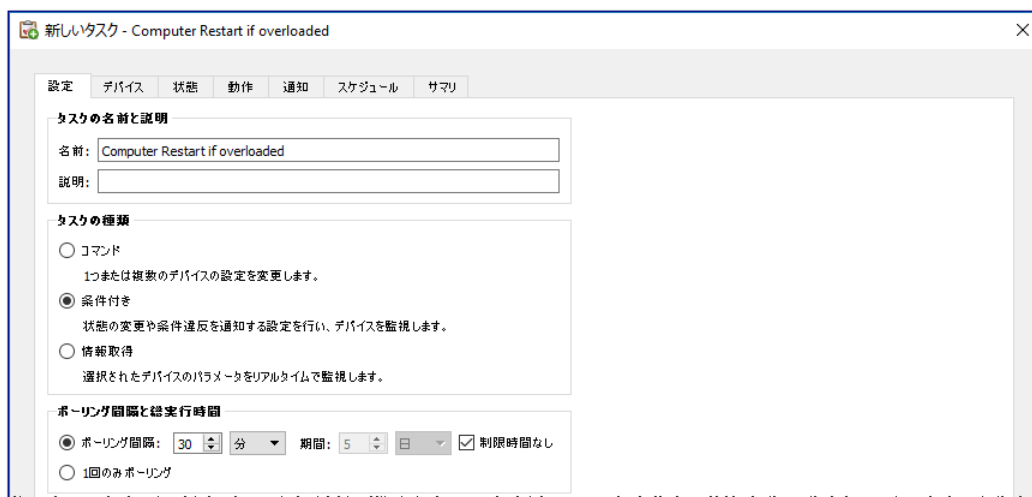 新しいタスク - Computer Restart if overloaded
設定 デバイス 状態 動作 通知 スケジュール サマリ
タスクの名前と説明
名前: Computer Restart if overloaded
説明:
タスクの種類
コマンド
1つまたは複数のデバイスの設定を変更します。
条件付き
状態の変更や条件違反を通知する設定を行い、デバイスを監視します。
情報取得
選択されたデバイスのパラメータをリアルタイムで監視します。
ポーリング間隔と総実行時間
ポーリング間隔: 30 分 期間: 5 日 制限時間なし
1回のみポーリング